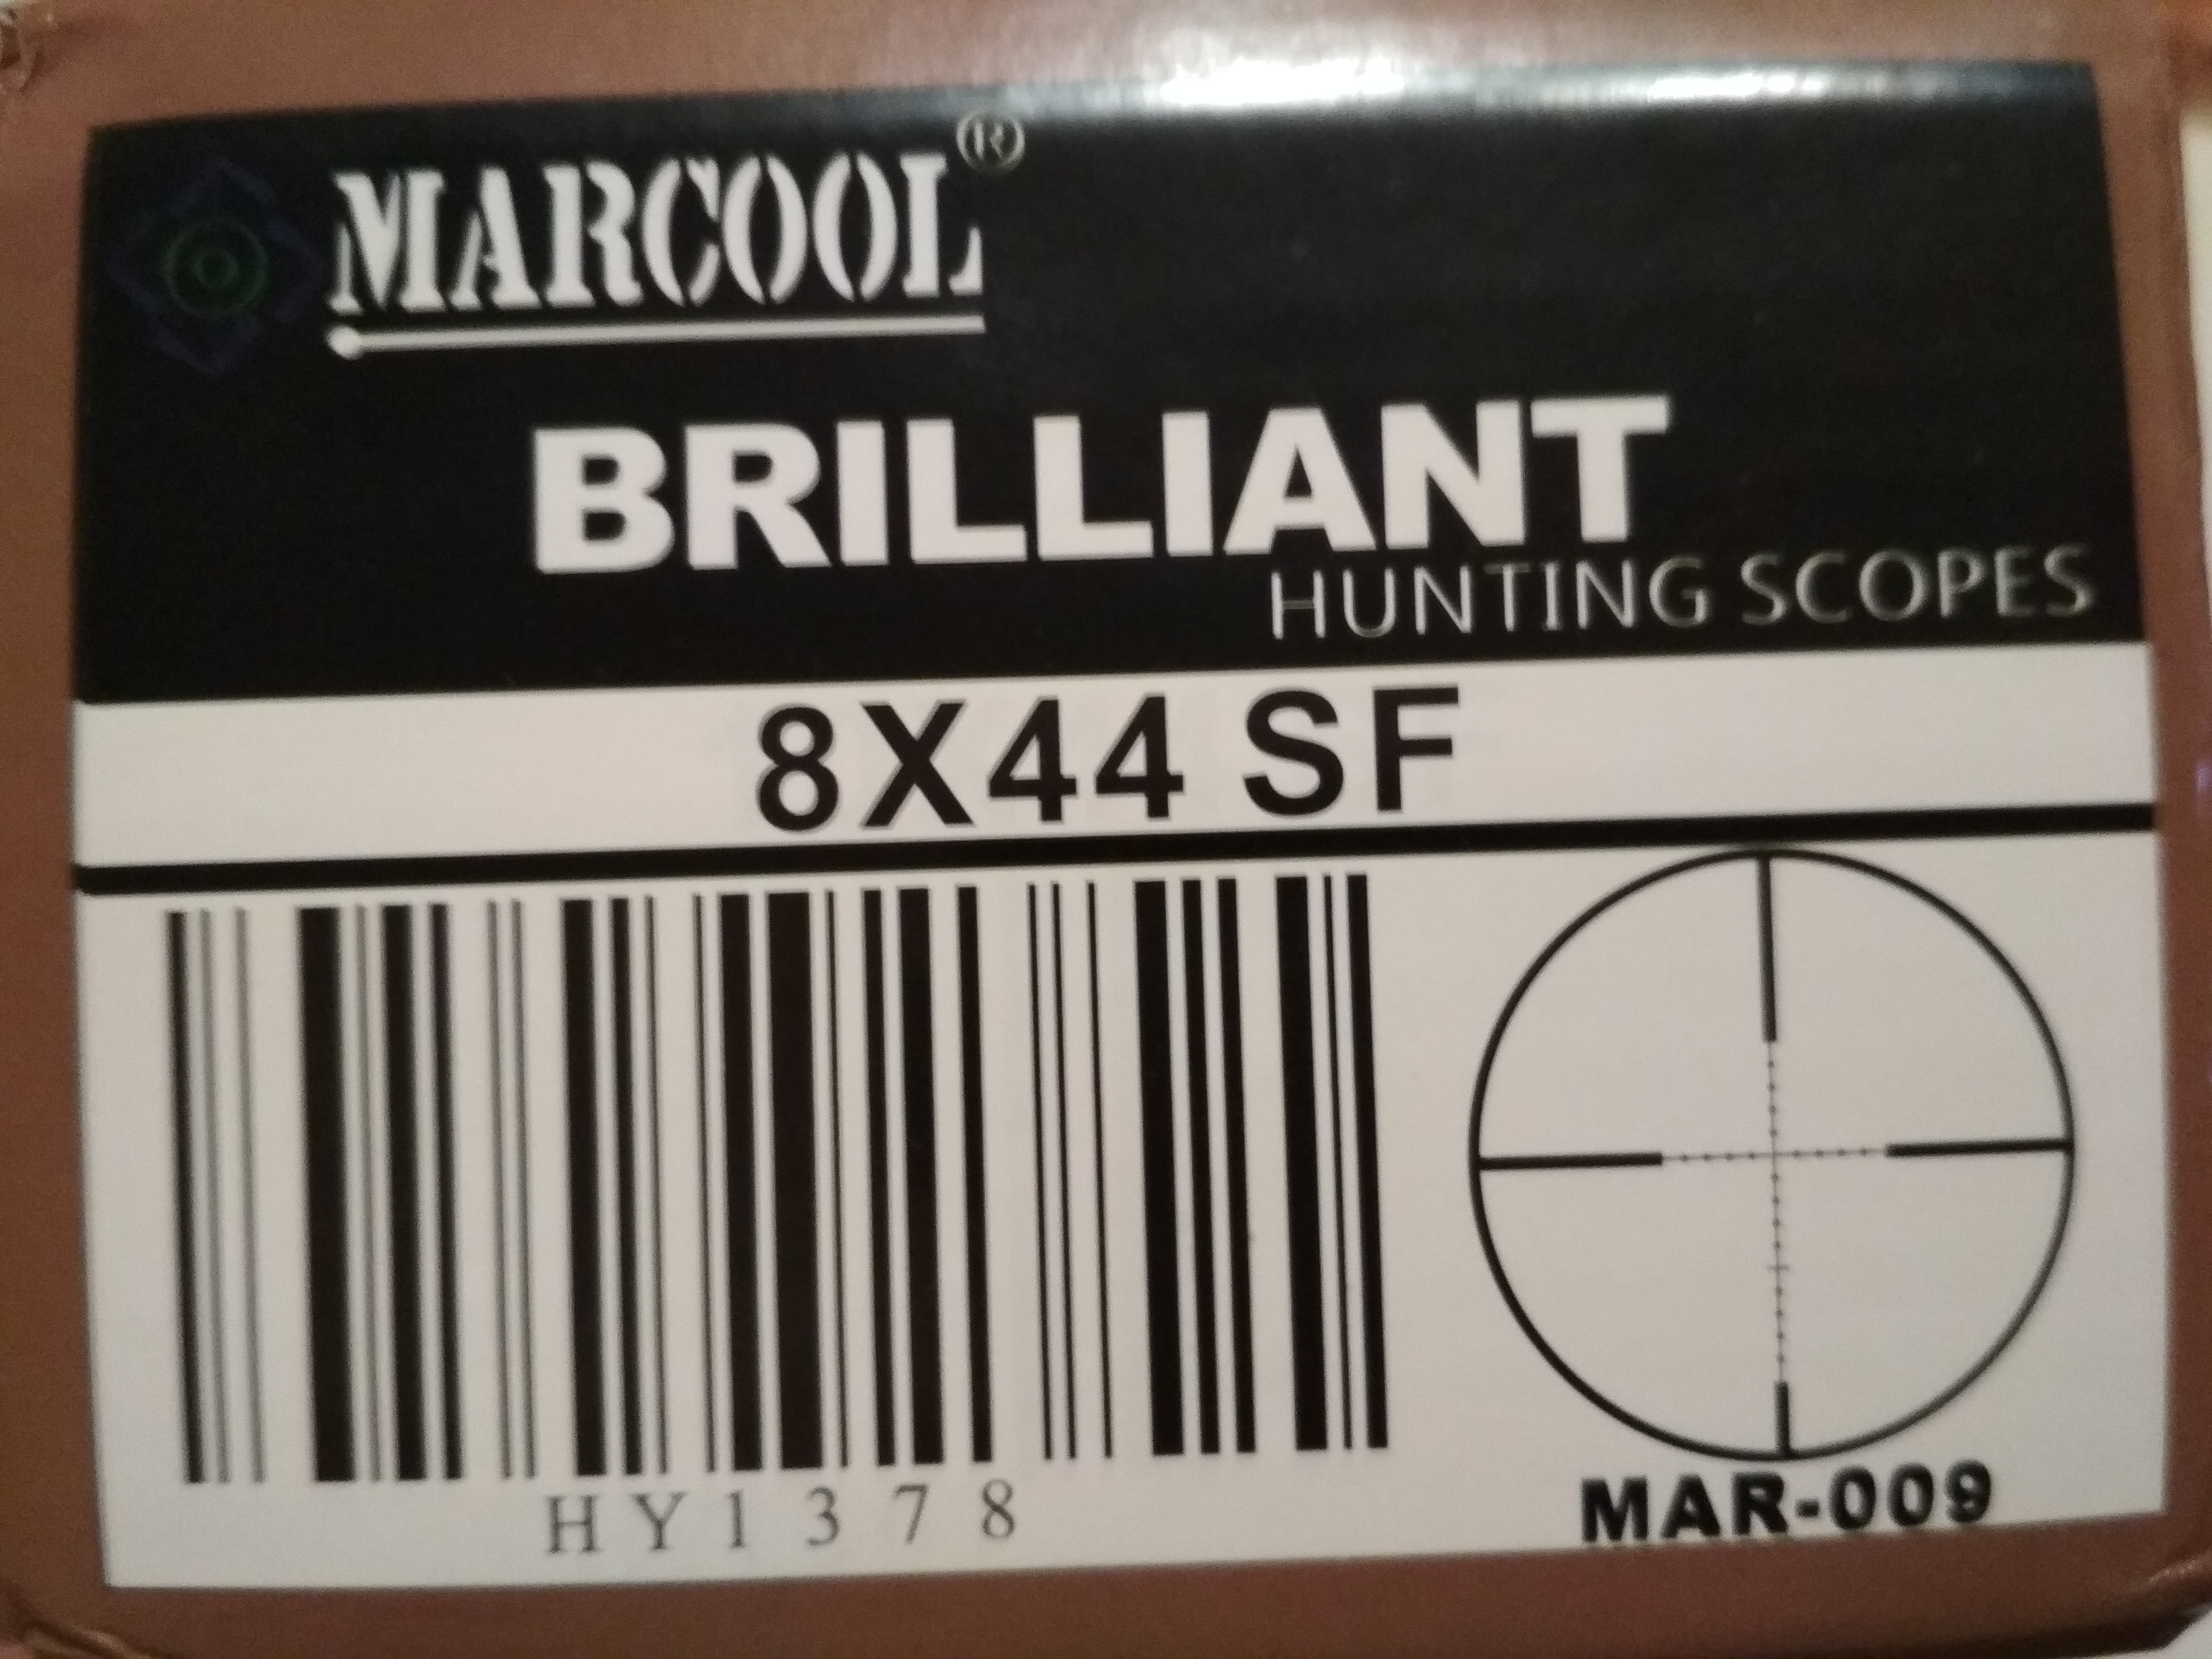 MARCOOL®
BRILLIANT
HUNTING SCOPES
8X44 SF
HY1378
MAR-009